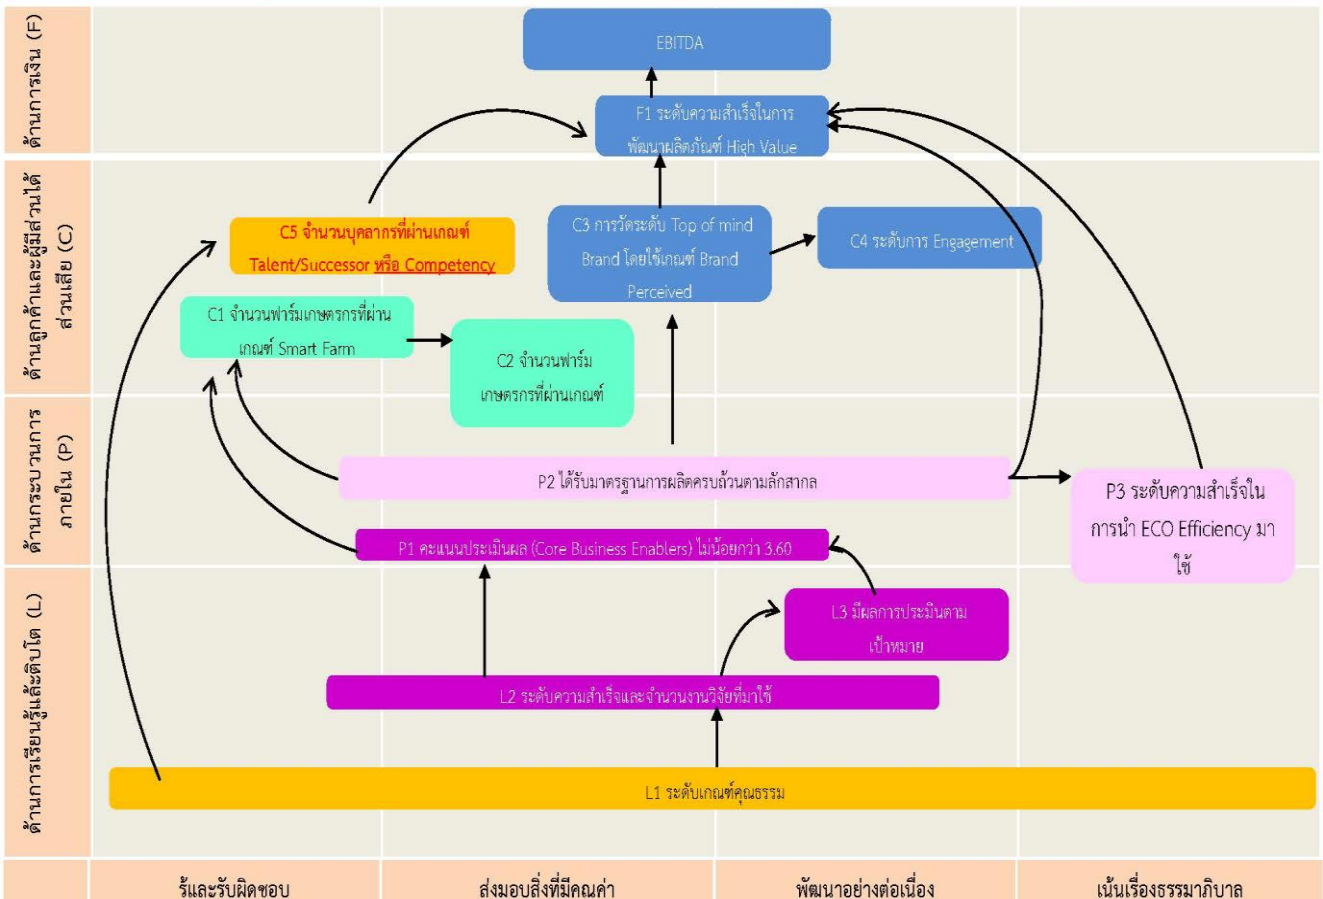 ด้านการเงิน (F)
EBITDA
F1 ระดับความสำเร็จในการ
พัฒนาผลิตภัณฑ์ High Value
ด้านลูกค้าและผู้มีส่วนได้
ส่วนเสีย (C)
C5 จำนวนบุคลากรที่ผ่านเกณฑ์
Talent/Successor หรือ Competency
C3 การวัดระดับ Top of mind
Brand โดยใช้เกณฑ์ Brand
Perceived
C4 ระดับการ Engagement
C1 จำนวนฟาร์มเกษตรกรที่ผ่าน
เกณฑ์ Smart Farm
C2 จำนวนฟาร์ม
เกษตรกรที่ผ่านเกณฑ์
ด้านกระบวนการ
ภายใน (P)
P2 ได้รับมาตรฐานการผลิตครบถ้วนตามลักสากล
P3 ระดับความสำเร็จใน
การนำ ECO Efficiency มา
ใช้
P1 คะแนนประเมินผล (Core Business Enablers) ไม่น้อยกว่า 3.60
ด้านการเรียนรู้และติบโต (L)
L3 มีผลการประมินตาม
เป้าหมาย
L2 ระดับความสำเร็จและจำนวนงานวิจัยที่มาใช้
L1 ระดับเกณฑ์คุณธรรม
รู้และรับผิดชอบ
ส่งมอบสิ่งที่มีคุณค่า
พัฒนาอย่างต่อเนื่อง
เน้นเรื่องธรรมาภิบาล